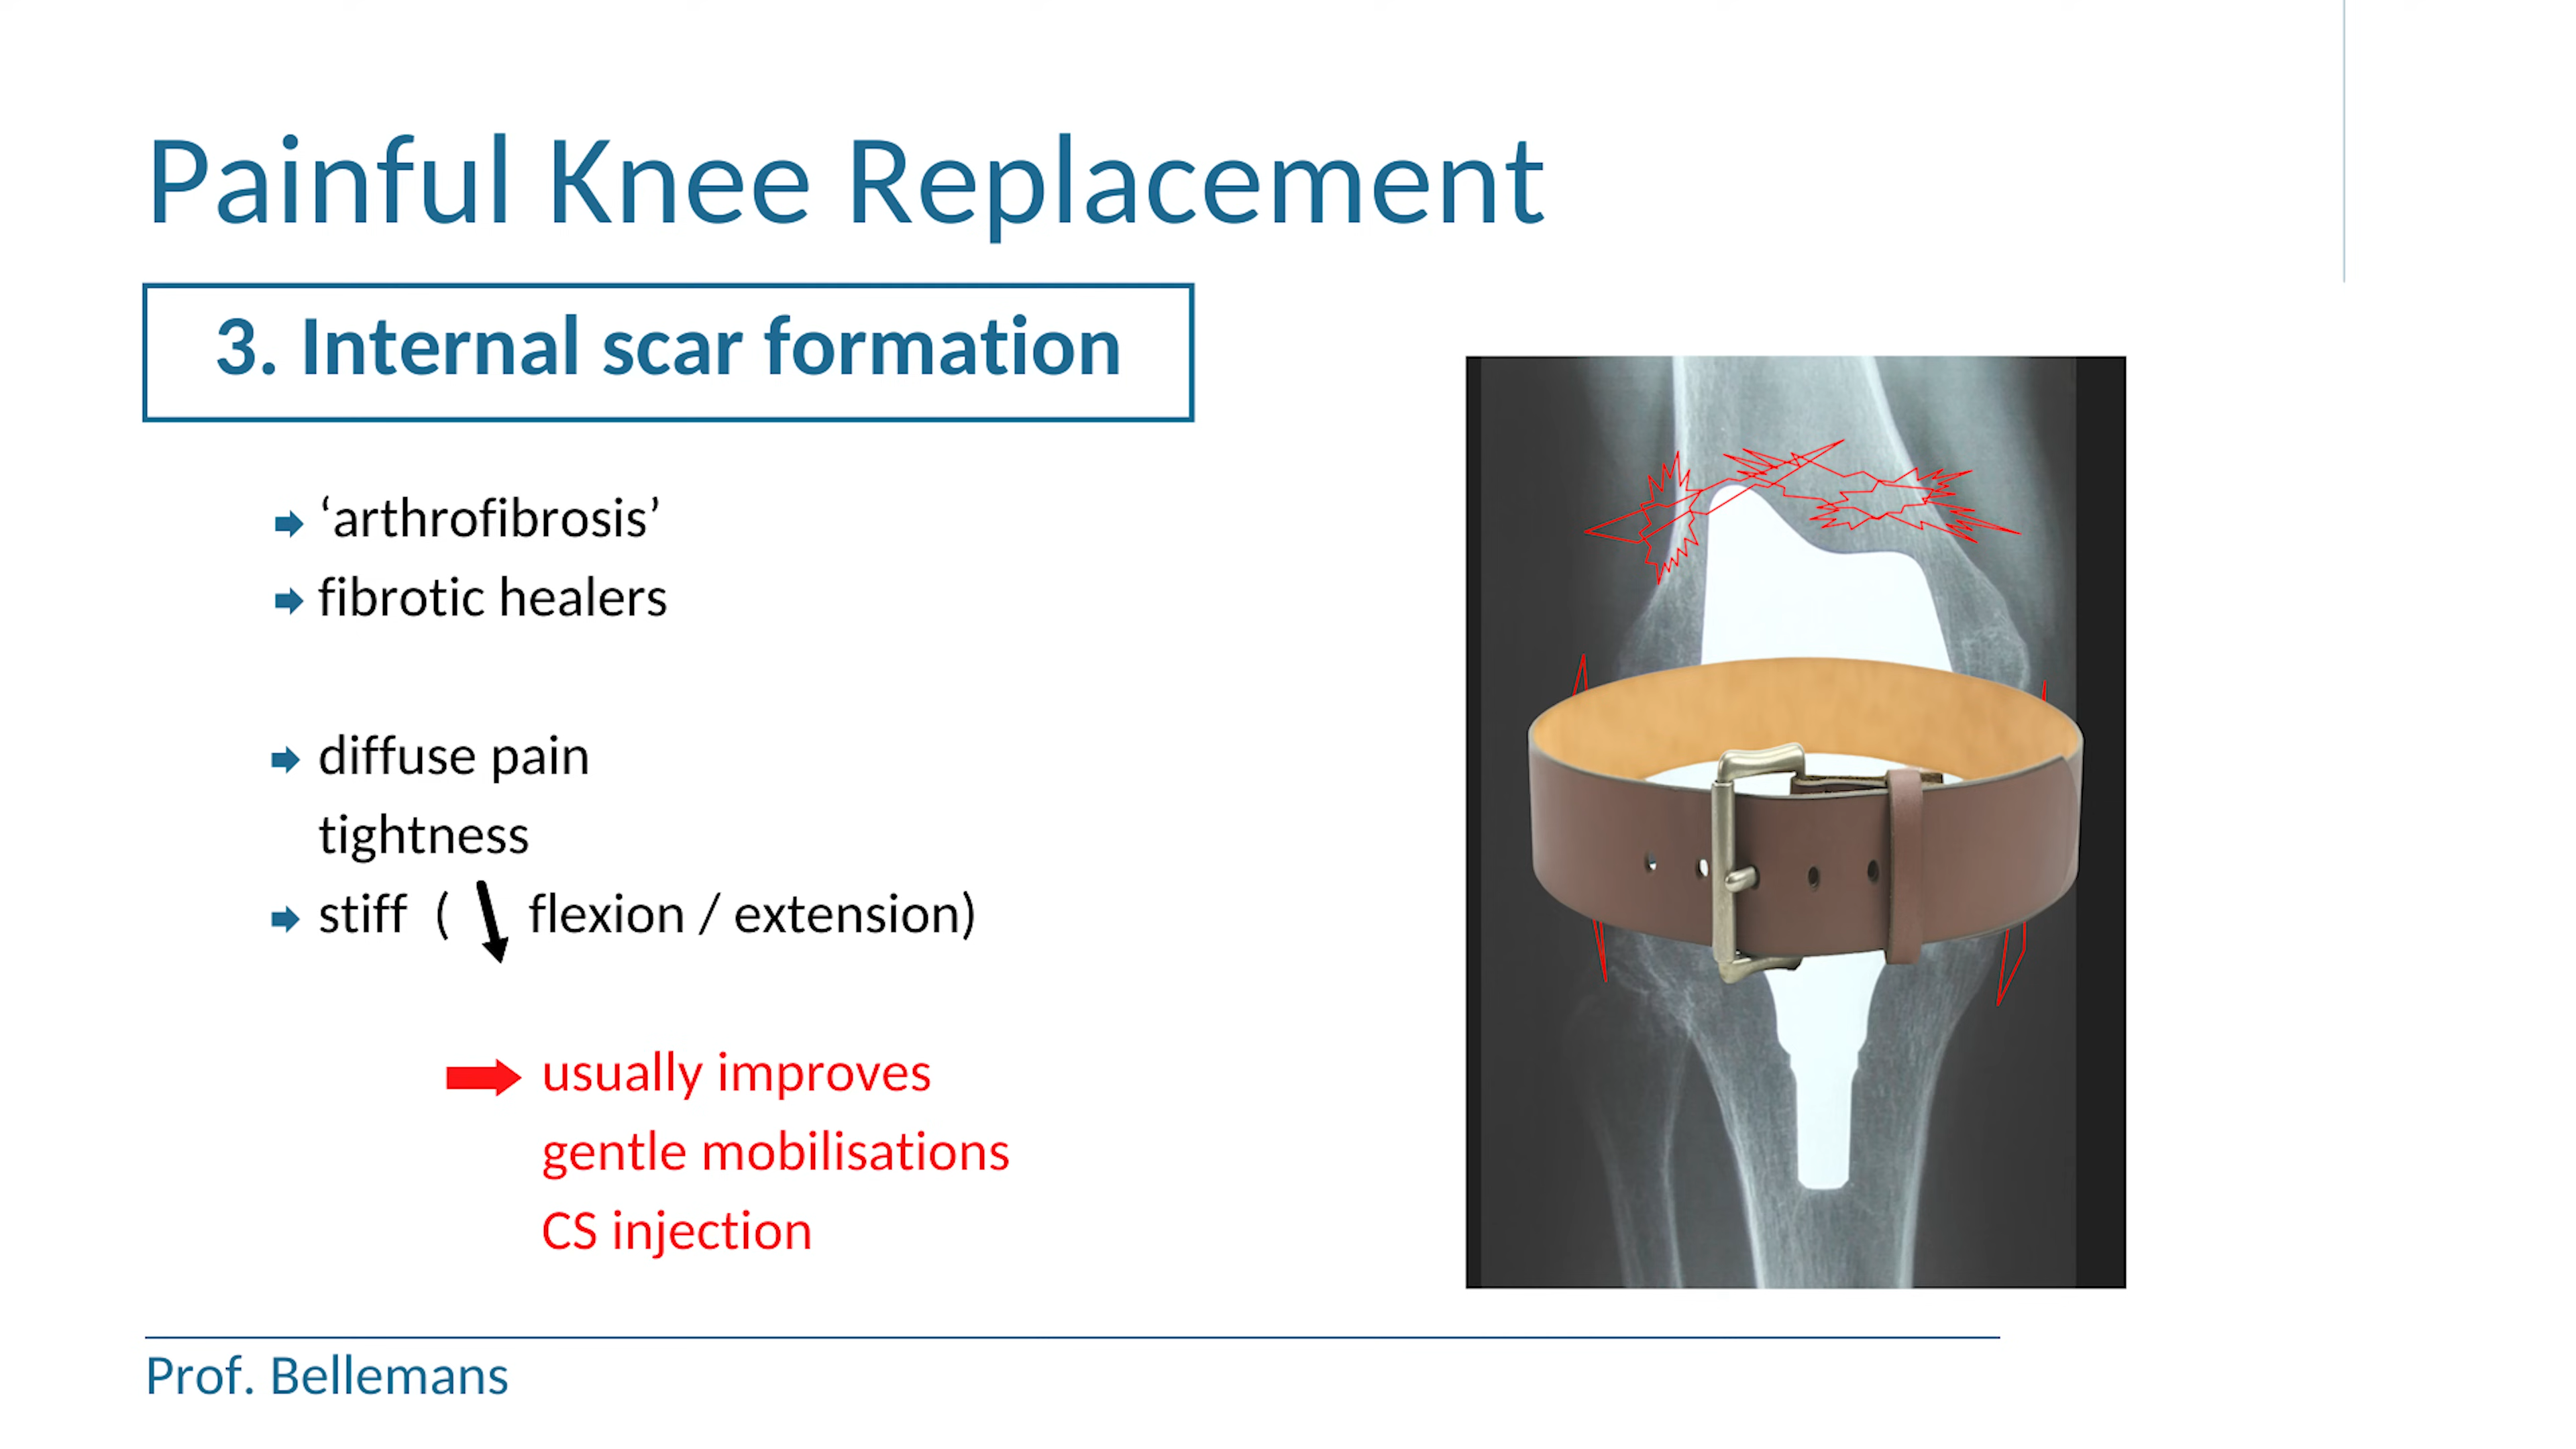 Painful Knee Replacement
3. Internal scar formation
‘arthrofibrosis’
fibrotic healers
diffuse pain
tightness
stiff ( flexion / extension)
usually improves
gentle mobilisations
CS injection
Prof. Bellemans